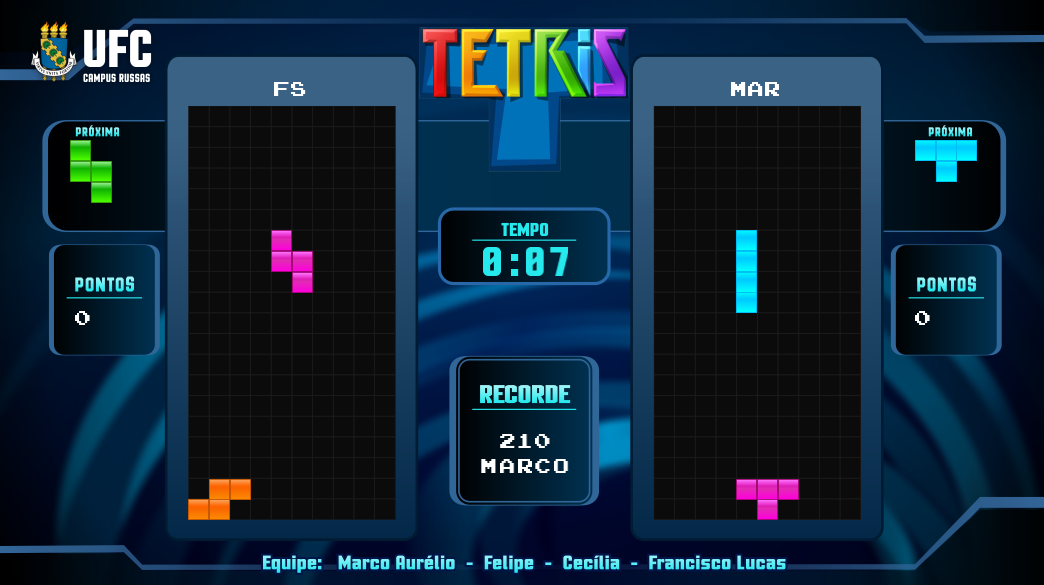 UFC
CAMPUS RUSSAS
TETRiS
FS
MAR
PRÓXIMA
PRÓXIMA
TEMPO
0:07
PONTOS
0
PONTOS
0
RECORDE
210
MARCO
Equipe: Marco Aurélio - Felipe - Cecília - Francisco Lucas